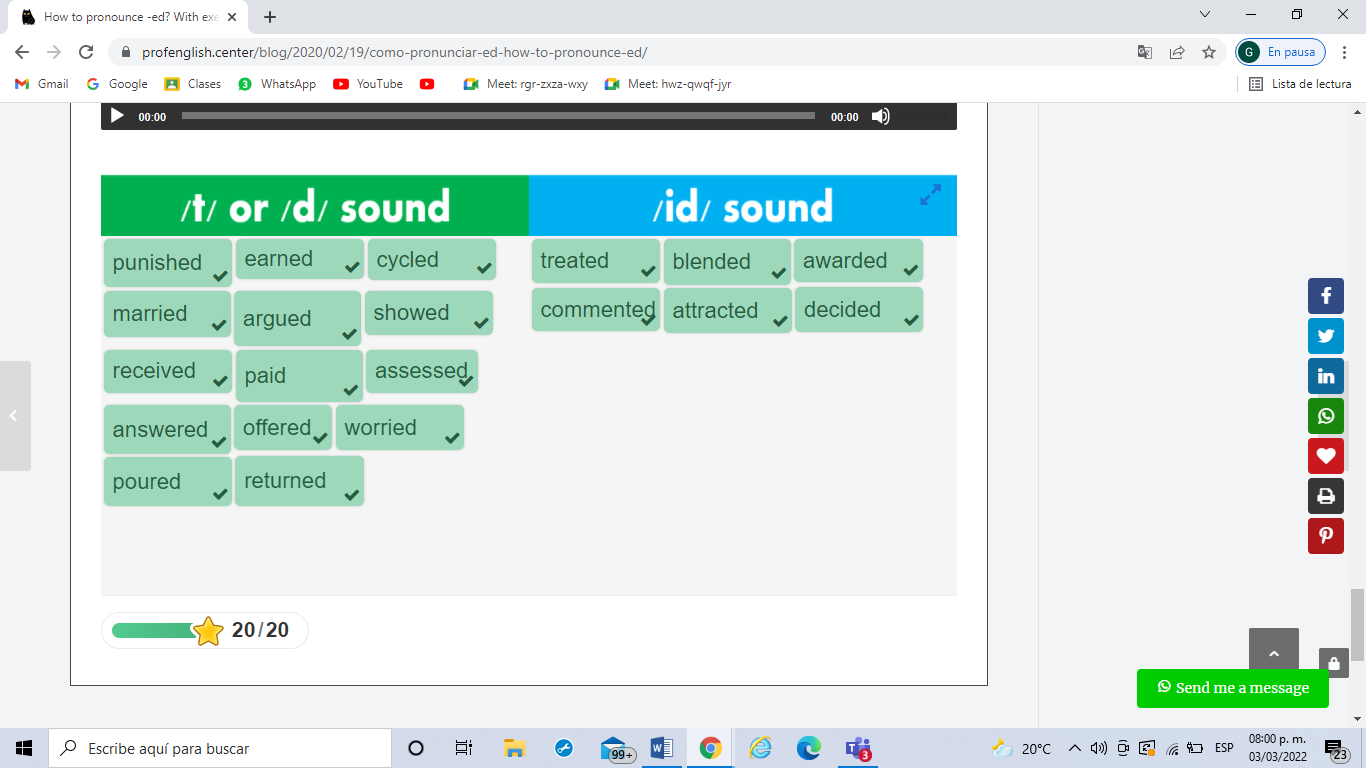 How to pronounce -ed? With exe
profenglish.center/blog/2020/02/19/como-pronunciar-ed-how-to-pronounce-ed/
G En pausa
Gmail Google Clases 3 WhatsApp YouTube Meet: rgr-zxza-wxy Meet: hwz-qwqf-jyr Lista de lectura
00:00 00:00
/t/ or /d/ sound /id/ sound
punished earned cycled treated blended awarded
married argued showed commented attracted decided
received paid assessed
answered offered worried
poured returned
20/20
Send me a message
Escribe aquí para buscar 99+ 3 20°C ESP 08:00 p. m.
03/03/2022 23